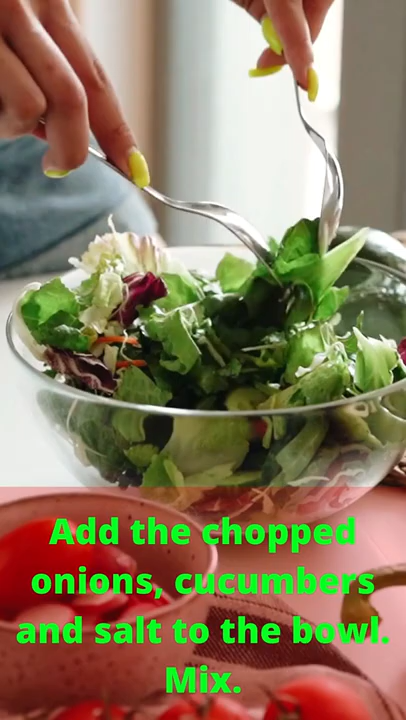 Add the chopped
onions, cucumbers
and salt to the bowl.
Mix.